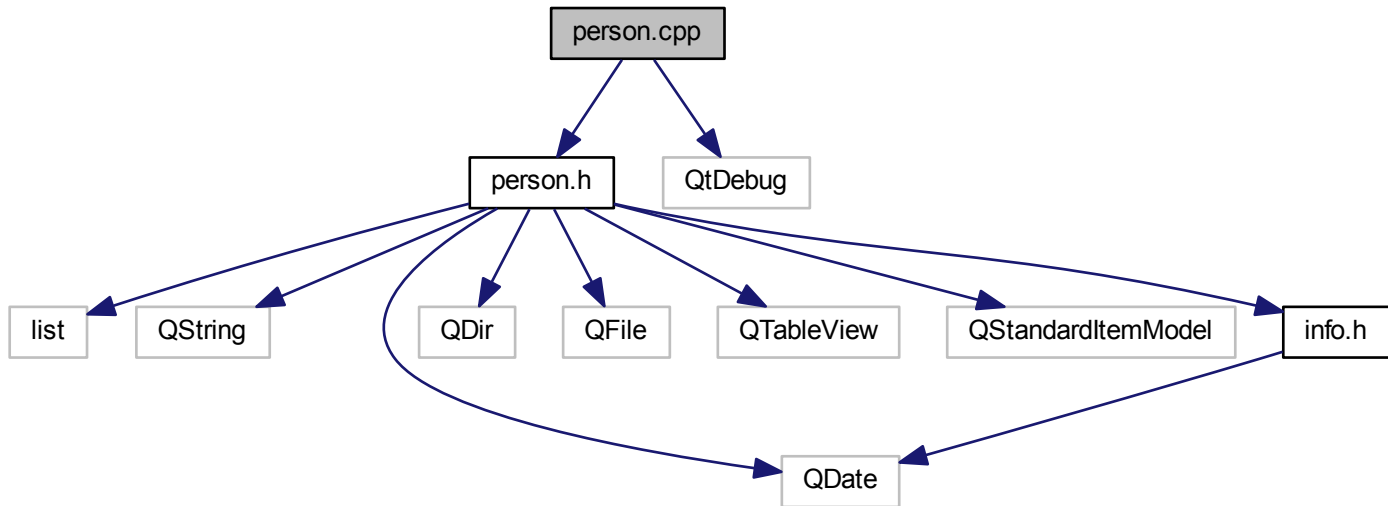 person.cpp
person.h
QtDebug
list
QString
QDir
QFile
QTableView
QStandardItemModel
info.h
QDate